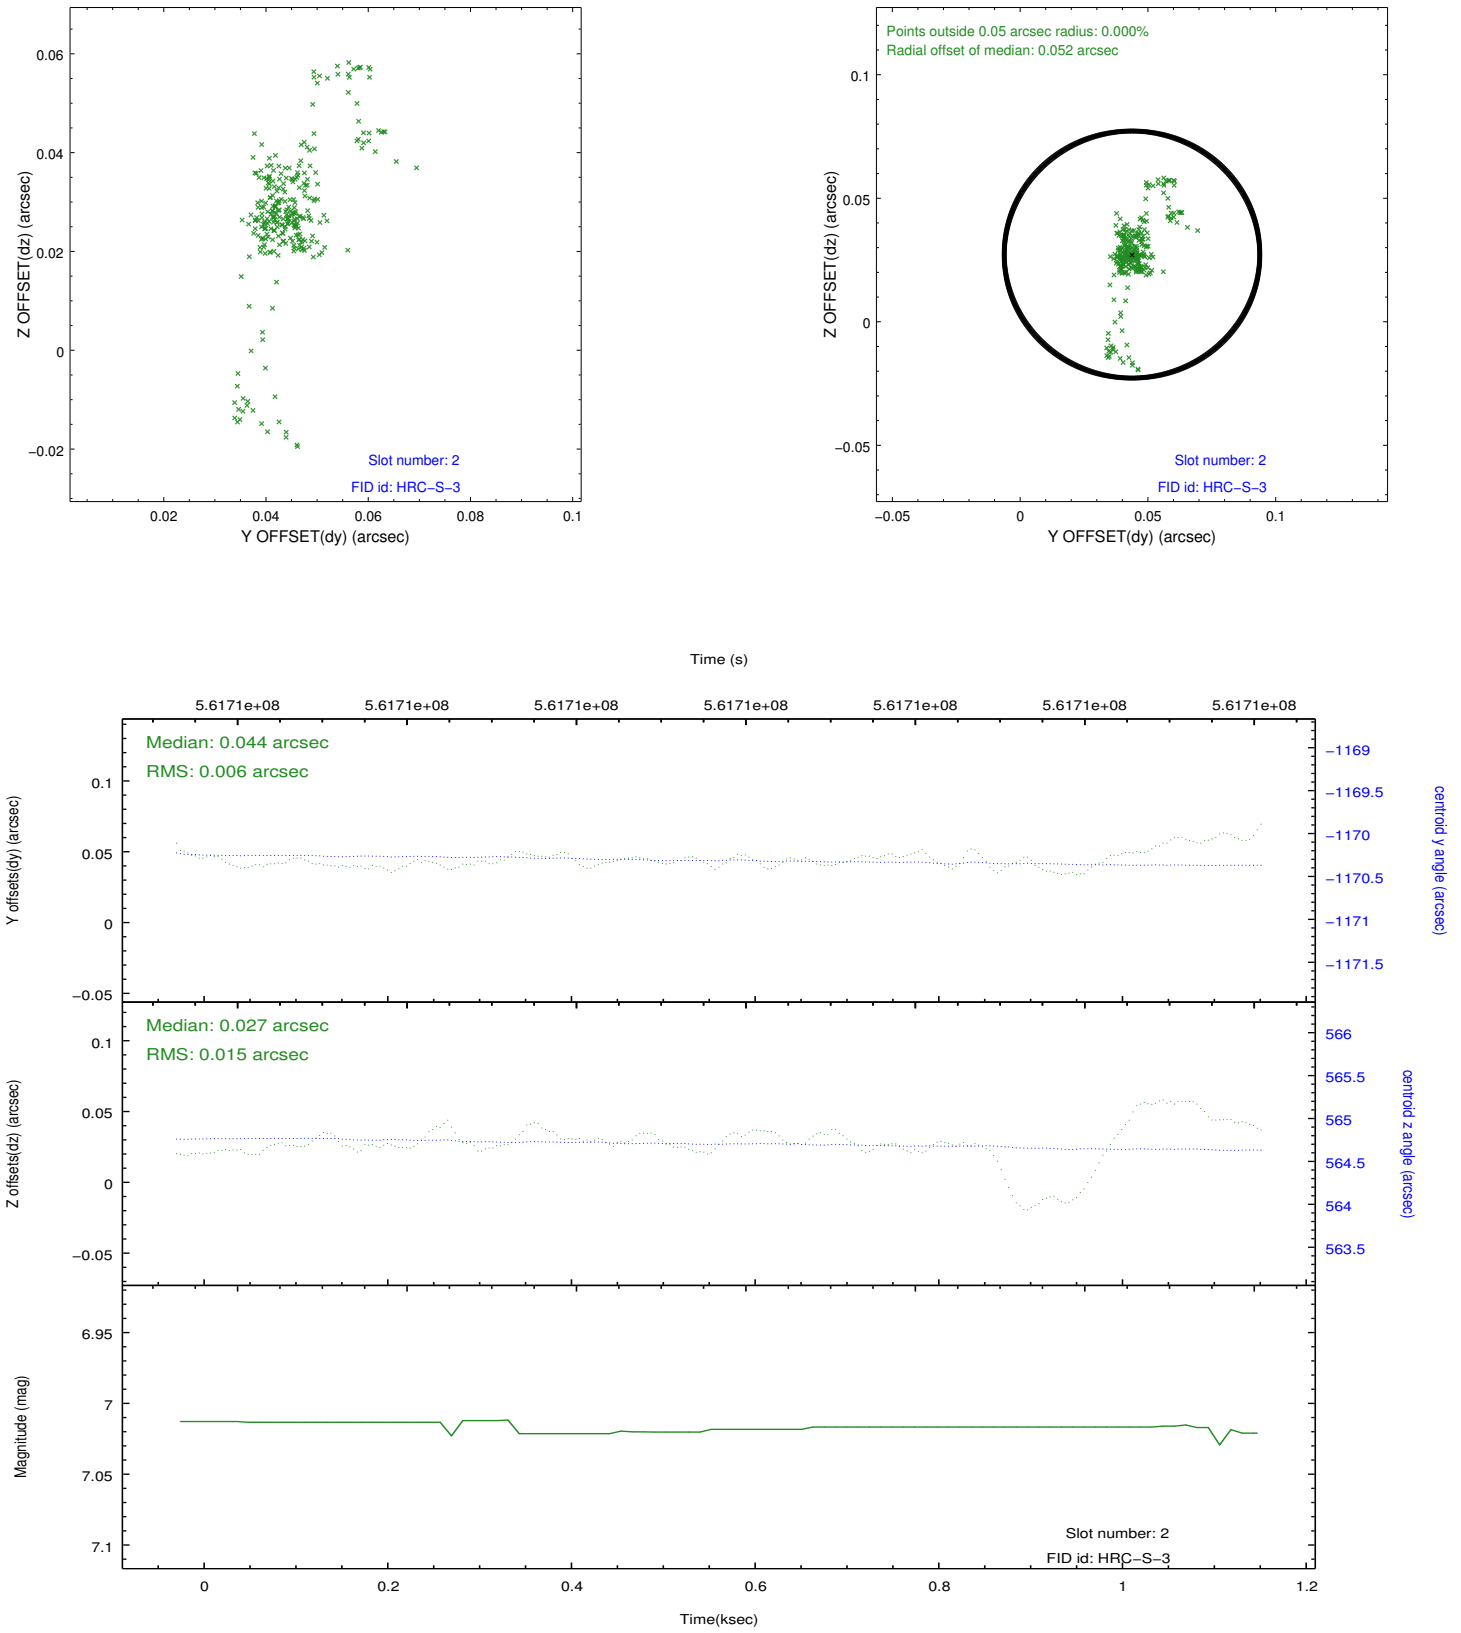 0.06
0.04
0.02
0
−0.02
Z OFFSET(dz) (arcsec)
Slot number: 2
FID id: HRC−S−3
0.02
0.04
0.06
0.08
0.1
Y OFFSET(dy) (arcsec)
Points outside 0.05 arcsec radius: 0.000%
Radial offset of median: 0.052 arcsec
0.1
0.05
0
−0.05
Z OFFSET(dz) (arcsec)
Slot number: 2
FID id: HRC−S−3
−0.05
0
0.05
0.1
Y OFFSET(dy) (arcsec)
Time (s)
5.6171e+08
5.6171e+08
5.6171e+08
5.6171e+08
5.6171e+08
5.6171e+08
5.6171e+08
Median: 0.044 arcsec
RMS: 0.006 arcsec
0.1
0.05
0
−0.05
Y offsets(dy) (arcsec)
−1169
−1169.5
−1170
−1170.5
−1171
−1171.5
centroid y angle (arcsec)
Median: 0.027 arcsec
RMS: 0.015 arcsec
0.1
0.05
0
−0.05
Z offsets(dz) (arcsec)
566
565.5
565
564.5
564
563.5
centroid z angle (arcsec)
6.95
7
7.05
7.1
Magnitude (mag)
Slot number: 2
FID id: HRC−S−3
0
0.2
0.4
0.6
0.8
1
1.2
Time(ksec)